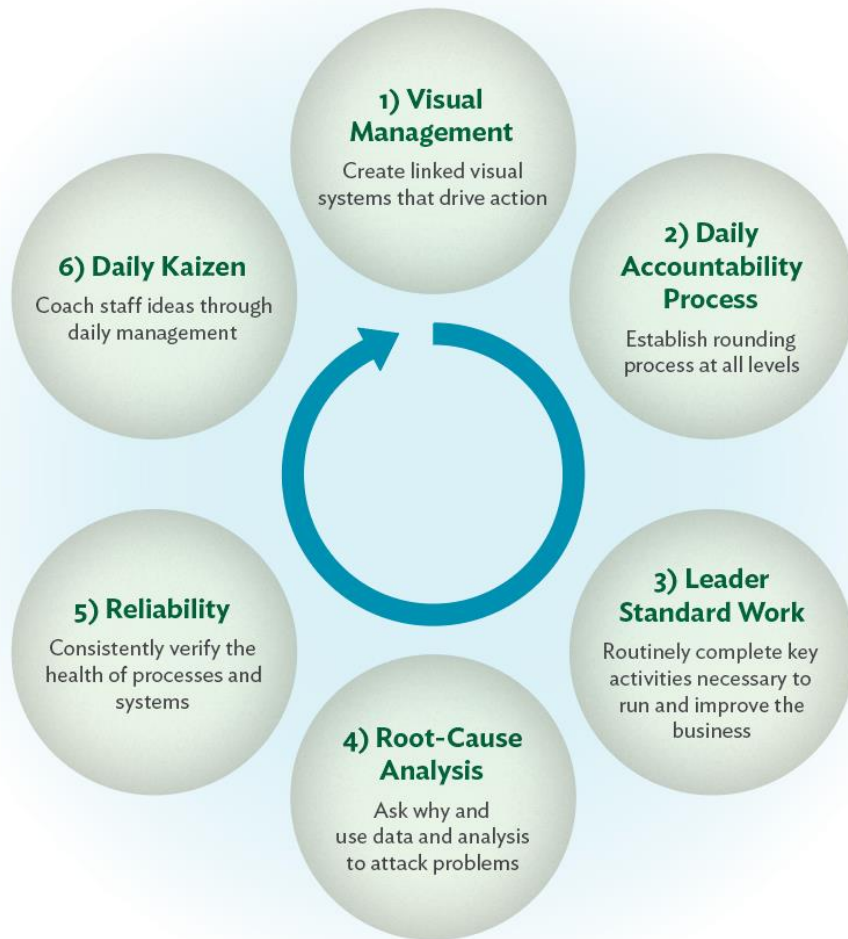 1) Visual
Management
Create linked visual
systems that drive action
2) Daily
Accountability
Process
Establish rounding
process at all levels
3) Leader
Standard Work
Routinely complete key
activities necessary to
run and improve the
business
4) Root-Cause
Analysis
Ask why and
use data and analysis
to attack problems
5) Reliability
Consistently verify the
health of processes and
systems
6) Daily Kaizen
Coach staff ideas through
daily management